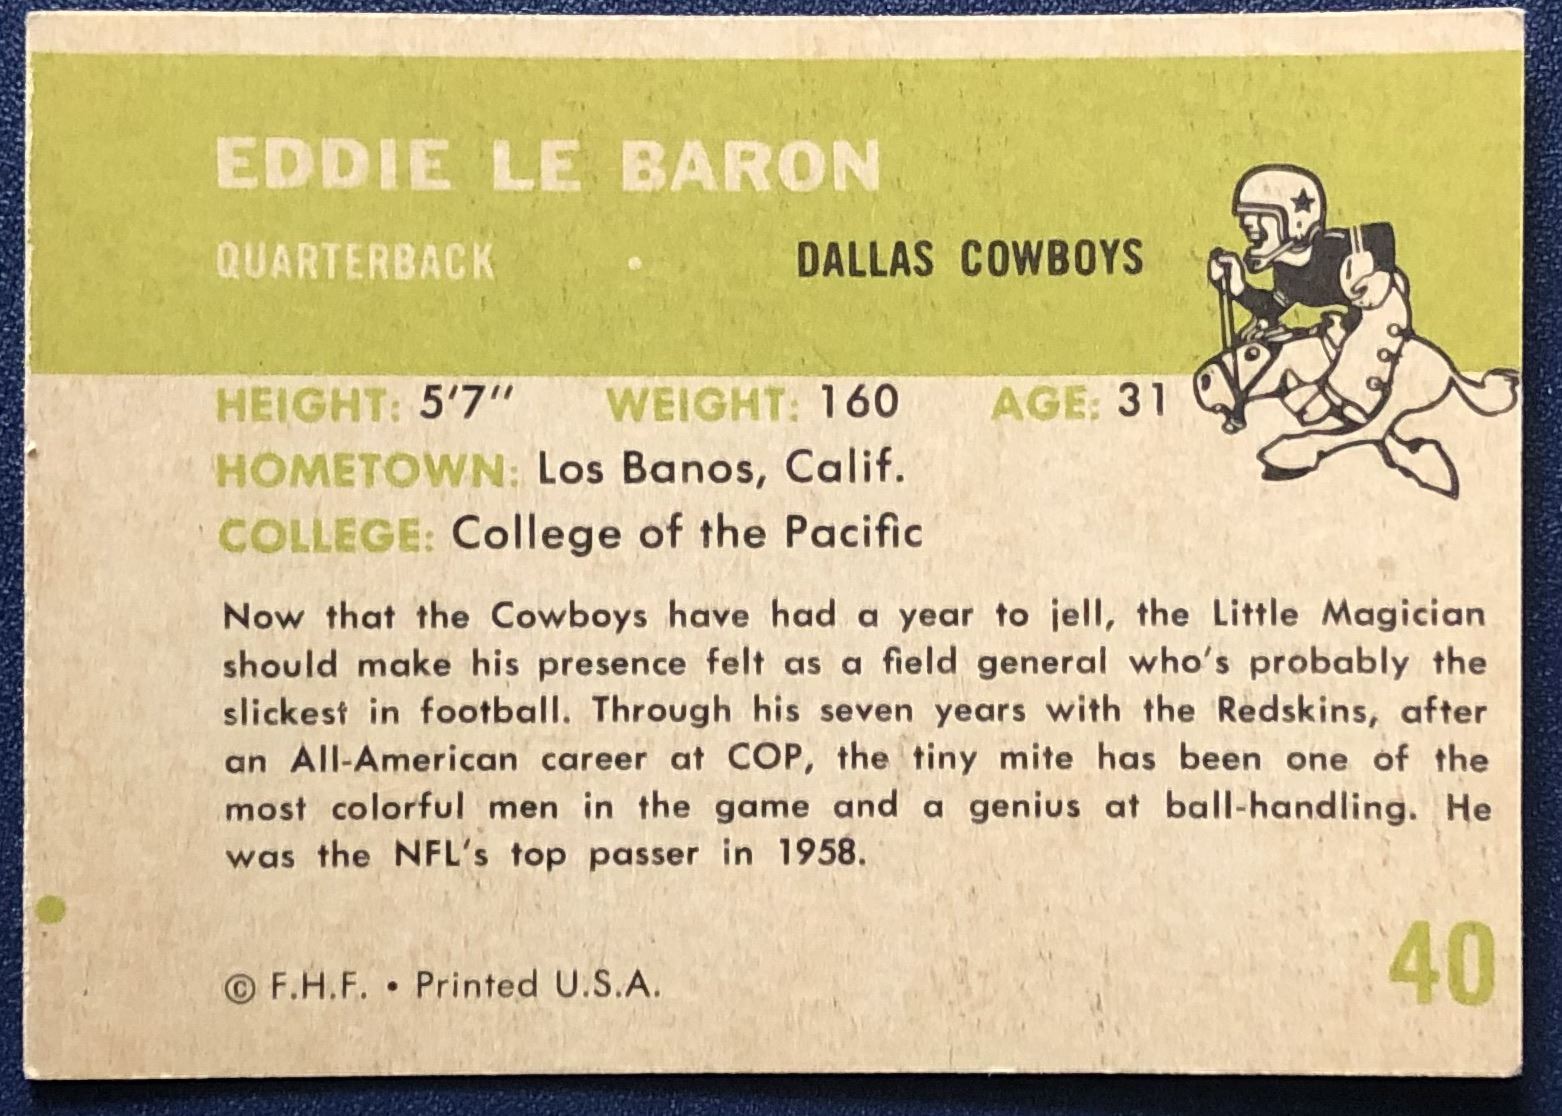 EDDIE LE BARON
QUARTERBACK • DALLAS COWBOYS
HEIGHT: 5'7" WEIGHT: 160 AGE: 31
HOMETOWN: Los Banos, Calif.
COLLEGE: College of the Pacific
Now that the Cowboys have had a year to jell, the Little Magician
should make his presence felt as a field general who's probably the
slickest in football. Through his seven years with the Redskins, after
an All-American career at COP, the tiny mite has been one of the
most colorful men in the game and a genius at ball-handling. He
was the NFL's top passer in 1958.
40
© F.H.F. • Printed U.S.A.